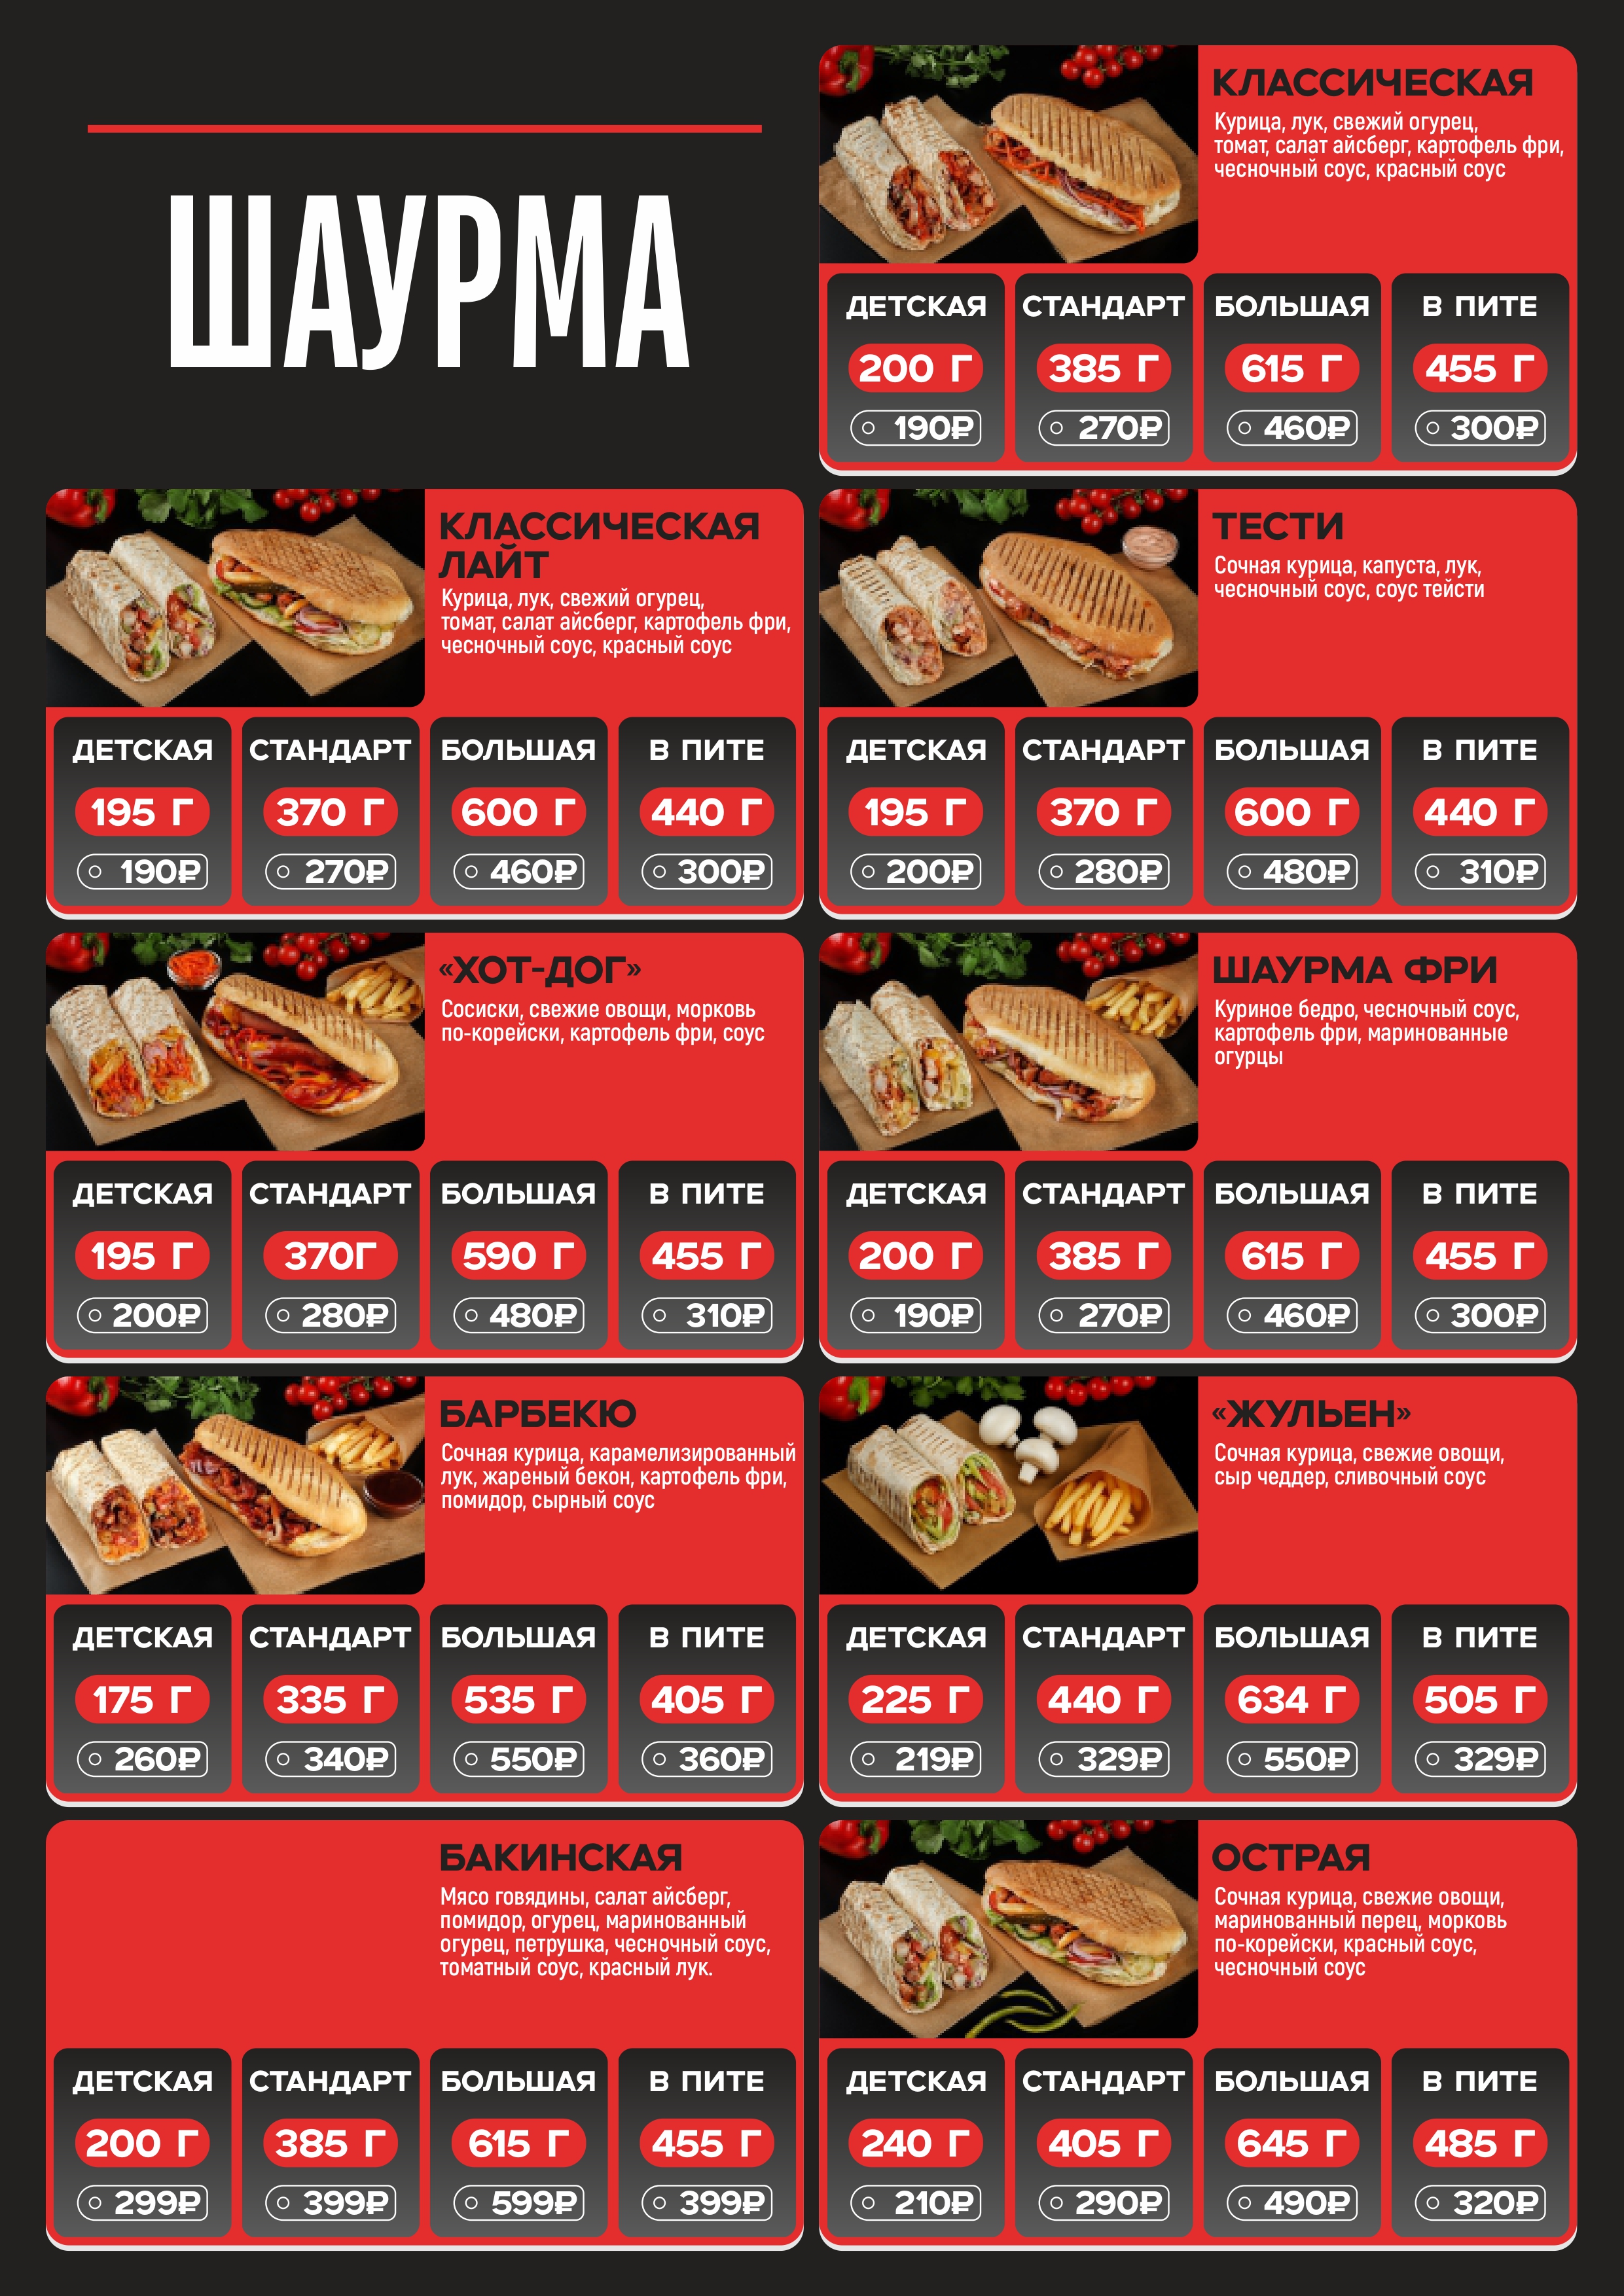 ШАУРМА
КЛАССИЧЕСКАЯ
Курица, лук, свежий огурец,
томат, салат айсберг, картофель фри,
чесночный соус, красный соус
ДЕТСКАЯ СТАНДАРТ БОЛЬШАЯ В ПИТЕ
200 Г 385 Г 615 Г 455 Г
190₽ 270₽ 460₽ 300₽
КЛАССИЧЕСКАЯ
ЛАЙТ
Курица, лук, свежий огурец,
томат, салат айсберг, картофель фри,
чесночный соус, красный соус
ДЕТСКАЯ СТАНДАРТ БОЛЬШАЯ В ПИТЕ
195 Г 370 Г 600 Г 440 Г
190₽ 270₽ 460₽ 300₽
ТЕСТИ
Сочная курица, капуста, лук,
чесночный соус, соус тейсти
ДЕТСКАЯ СТАНДАРТ БОЛЬШАЯ В ПИТЕ
195 Г 370 Г 600 Г 440 Г
200₽ 280₽ 480₽ 310₽
«ХОТ-ДОГ»
Сосиски, свежие овощи, морковь
по-корейски, картофель фри, соус
ДЕТСКАЯ СТАНДАРТ БОЛЬШАЯ В ПИТЕ
195 Г 370Г 590 Г 455 Г
200₽ 280₽ 480₽ 310₽
ШАУРМА ФРИ
Куриное бедро, чесночный соус,
картофель фри, маринованные
огурцы
ДЕТСКАЯ СТАНДАРТ БОЛЬШАЯ В ПИТЕ
200 Г 385 Г 615 Г 455 Г
190₽ 270₽ 460₽ 300₽
БАРБЕКЮ
Сочная курица, карамелизированный
лук, жареный бекон, картофель фри,
помидор, сырный соус
ДЕТСКАЯ СТАНДАРТ БОЛЬШАЯ В ПИТЕ
175 Г 335 Г 535 Г 405 Г
260₽ 340₽ 550₽ 360₽
«ЖУЛЬЕН»
Сочная курица, свежие овощи,
сыр чеддер, сливочный соус
ДЕТСКАЯ СТАНДАРТ БОЛЬШАЯ В ПИТЕ
225 Г 440 Г 634 Г 505 Г
219₽ 329₽ 550₽ 329₽
БАКИНСКАЯ
Мясо говядины, салат айсберг,
помидор, огурец, маринованный
огурец, петрушка, чесночный соус,
томатный соус, красный лук.
ДЕТСКАЯ СТАНДАРТ БОЛЬШАЯ В ПИТЕ
200 Г 385 Г 615 Г 455 Г
299₽ 399₽ 599₽ 399₽
ОСТРАЯ
Сочная курица, свежие овощи,
маринованный перец, морковь
по-корейски, красный соус,
чесночный соус
ДЕТСКАЯ СТАНДАРТ БОЛЬШАЯ В ПИТЕ
240 Г 405 Г 645 Г 485 Г
210₽ 290₽ 490₽ 320₽